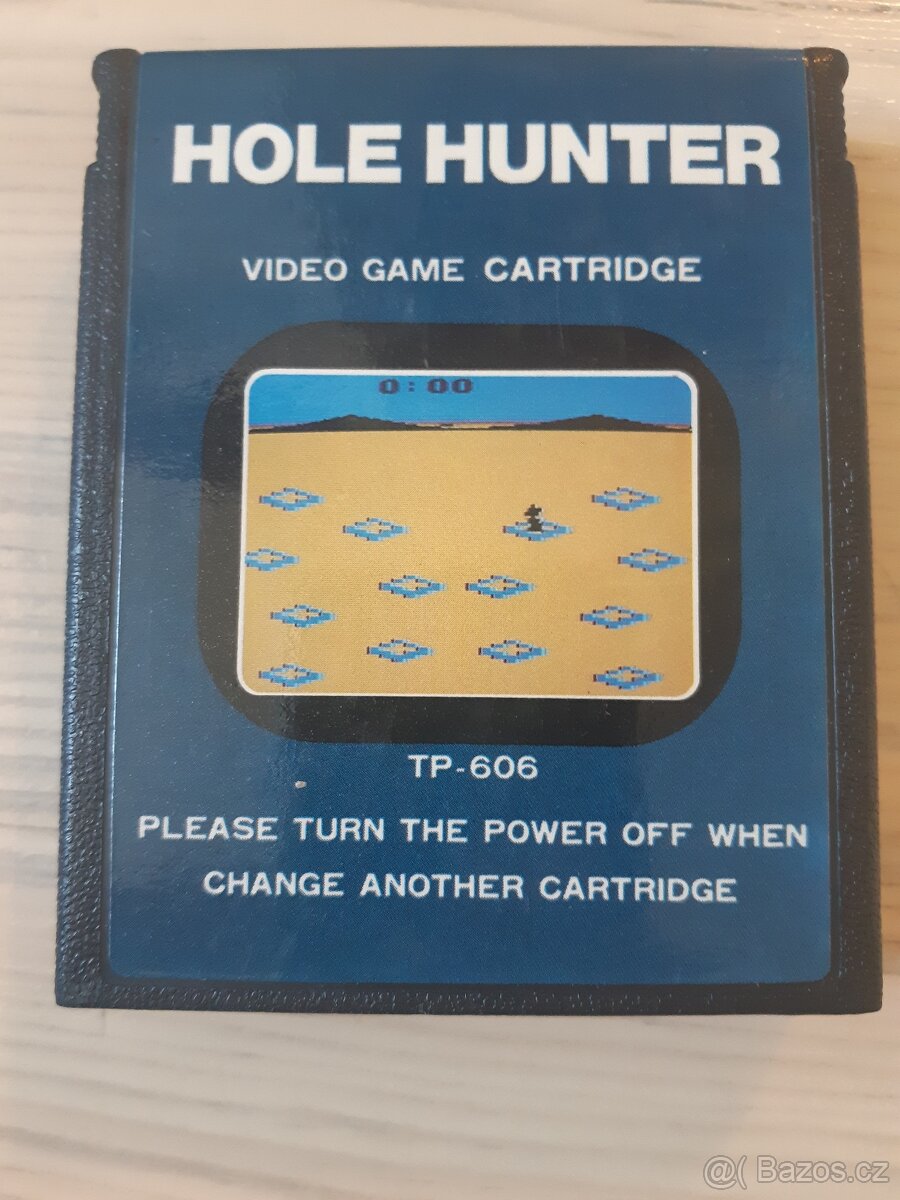 HOLE HUNTER
VIDEO GAME CARTRIDGE
0:00
TP-606
PLEASE TURN THE POWER OFF WHEN
CHANGE ANOTHER CARTRIDGE
@( Bazos.cz